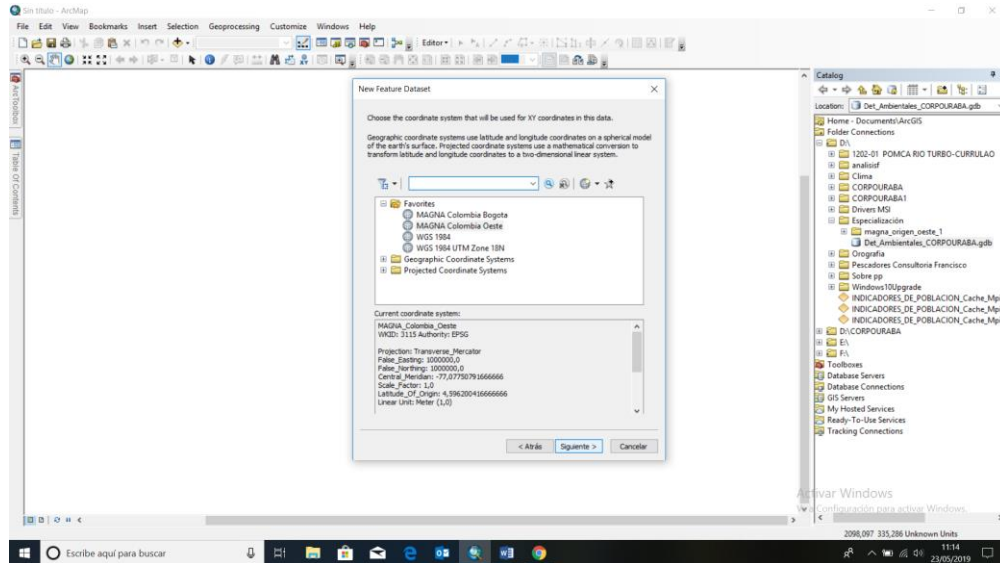 Sin título - ArcMap
File Edit View Bookmarks Insert Selection Geoprocessing Customize Windows Help
Editor
ArcToolbox
Table Of Contents
New Feature Dataset
Choose the coordinate system that will be used for XY coordinates in this data.
Geographic coordinate systems use latitude and longitude coordinates on a spherical model
of the earth's surface. Projected coordinate systems use a mathematical conversion to
transform latitude and longitude coordinates to a two-dimensional linear system.
Favorites
MAGNA Colombia Bogota
MAGNA Colombia Oeste
WGS 1984
WGS 1984 UTM Zone 18N
Geographic Coordinate Systems
Projected Coordinate Systems
Current coordinate system:
MAGNA_Colombia_Oeste
WKID: 3115 Authority: EPSG
Projection: Transverse_Mercator
False_Easting: 1000000,0
False_Northing: 1000000,0
Central_Meridian: -77,07750791666666
Scale_Factor: 1,0
Latitude_Of_Origin: 4,596200416666666
Linear Unit: Meter (1,0)
< Atrás Siguiente > Cancelar
Catalog
Location: Det_Ambientales_CORPOURABA.gdb
Home - Documents\ArcGIS
Folder Connections
D:\
1202-01 POMCA RIO TURBO-CURRULAO
analisisf
Clima
CORPOURABA
CORPOURABA1
Drivers MSI
Especialización
magna_origen_oeste_1
Det_Ambientales_CORPOURABA.gdb
Orografia
Pescadores Consultoria Francisco
Sobre pp
Windows10Upgrade
INDICADORES_DE_POBLACION_Cache_Mp
INDICADORES_DE_POBLACION_Cache_Mp
INDICADORES_DE_POBLACION_Cache_Mp
D:\CORPOURABA
E:\
F:\
Toolboxes
Database Servers
Database Connections
GIS Servers
My Hosted Services
Ready-To-Use Services
Tracking Connections
Activar Windows
Configuración para activar Windows.
2098,097 335,286 Unknown Units
Escribe aquí para buscar
11:14
23/05/2019